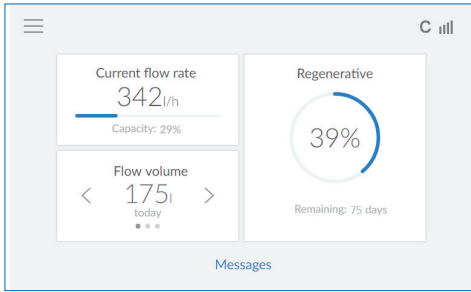 C
Current flow rate
342l/h
Capacity: 29%
Flow volume
175l
today
Regenerative
39%
Remaining: 75 days
Messages